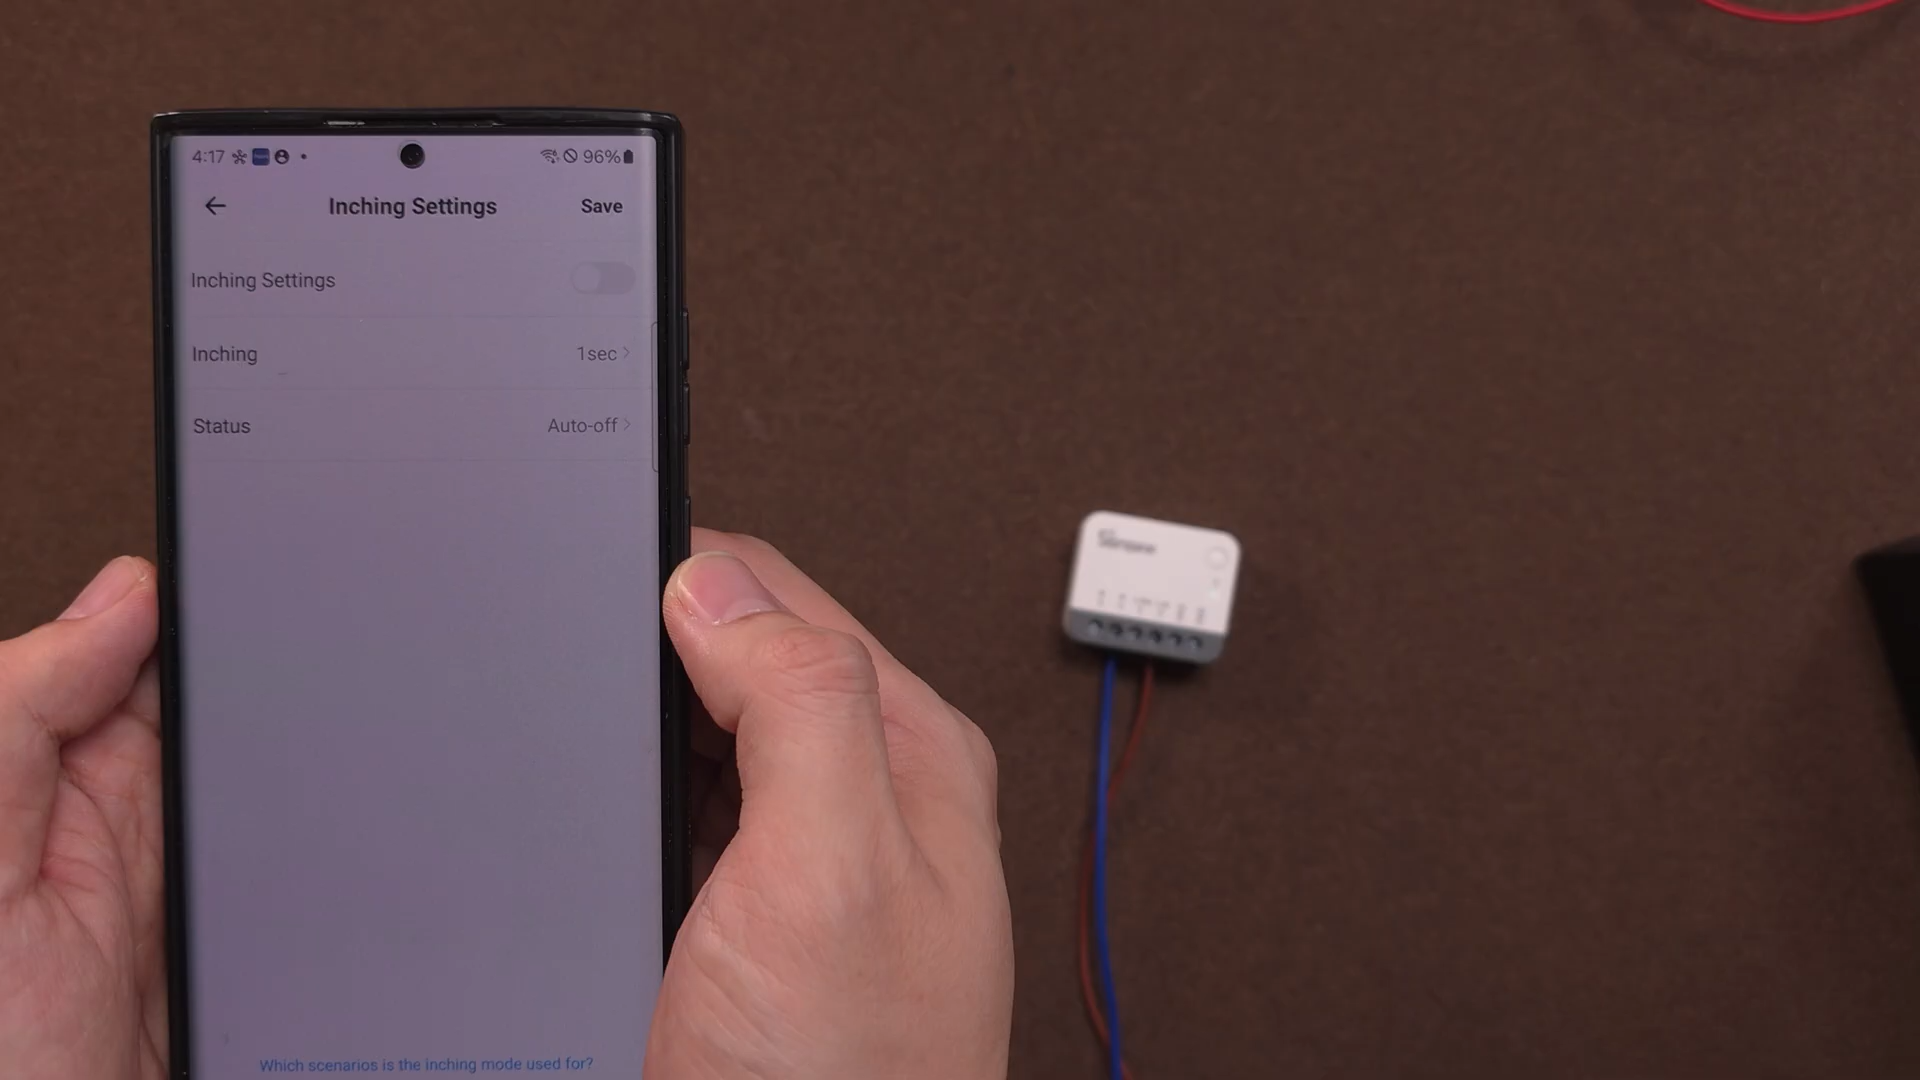 4:17
96%
Inching Settings
Save
Inching Settings
Inching
1sec
Status
Auto-off
Which scenarios is the inching mode used for?